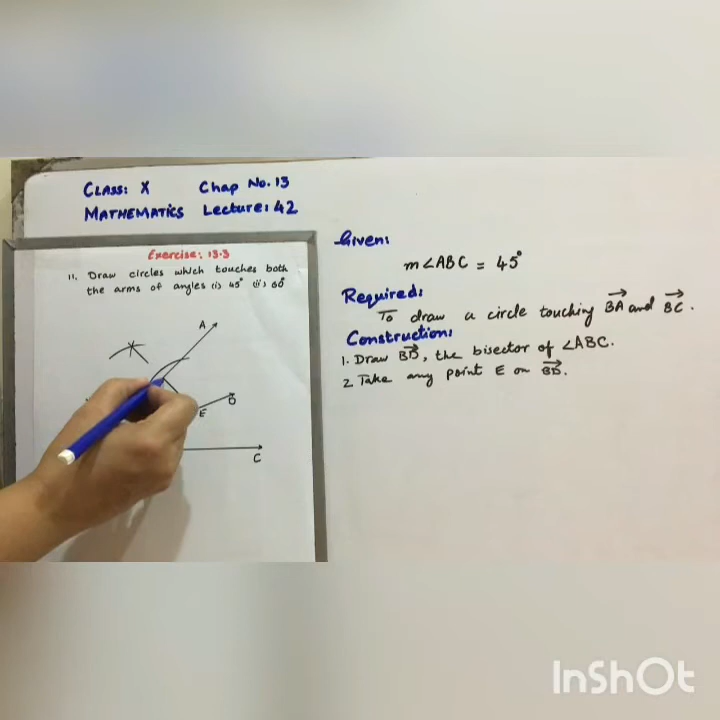 CLASS: X Chap No. 13
MATHEMATICS Lecture: 42
Exercise: 13.3
11. Draw circles which touches both
the arms of angles (i) 45° (ii) 60°
A
E D
C
Given:
m∠ABC = 45°
Required:
To draw a circle touching BA and BC.
Construction:
1. Draw BD, the bisector of ∠ABC.
2. Take any point E on BD.
InShOt